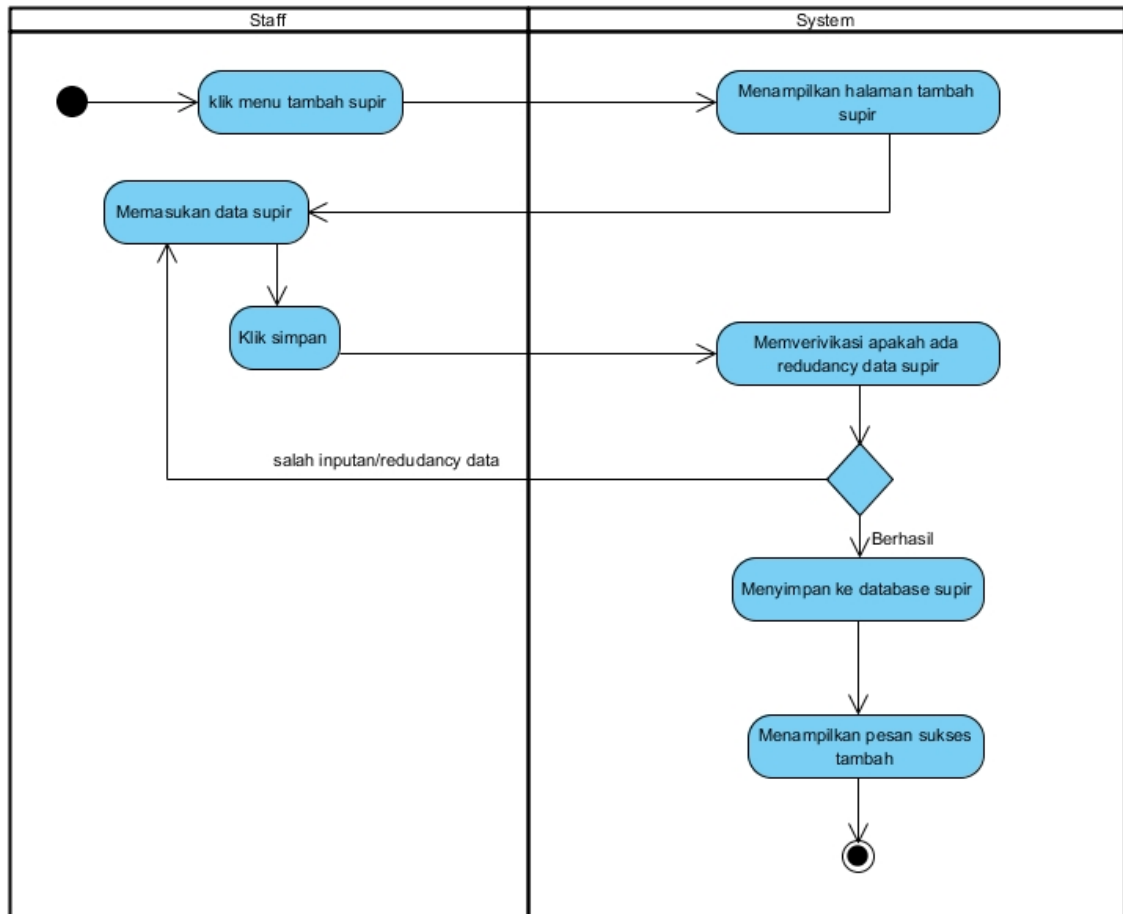 Staff
System
klik menu tambah supir
Menampilkan halaman tambah
supir
Memasukan data supir
Klik simpan
Memverivikasi apakah ada
redudancy data supir
salah inputan/redudancy data
Berhasil
Menyimpan ke database supir
Menampilkan pesan sukses
tambah